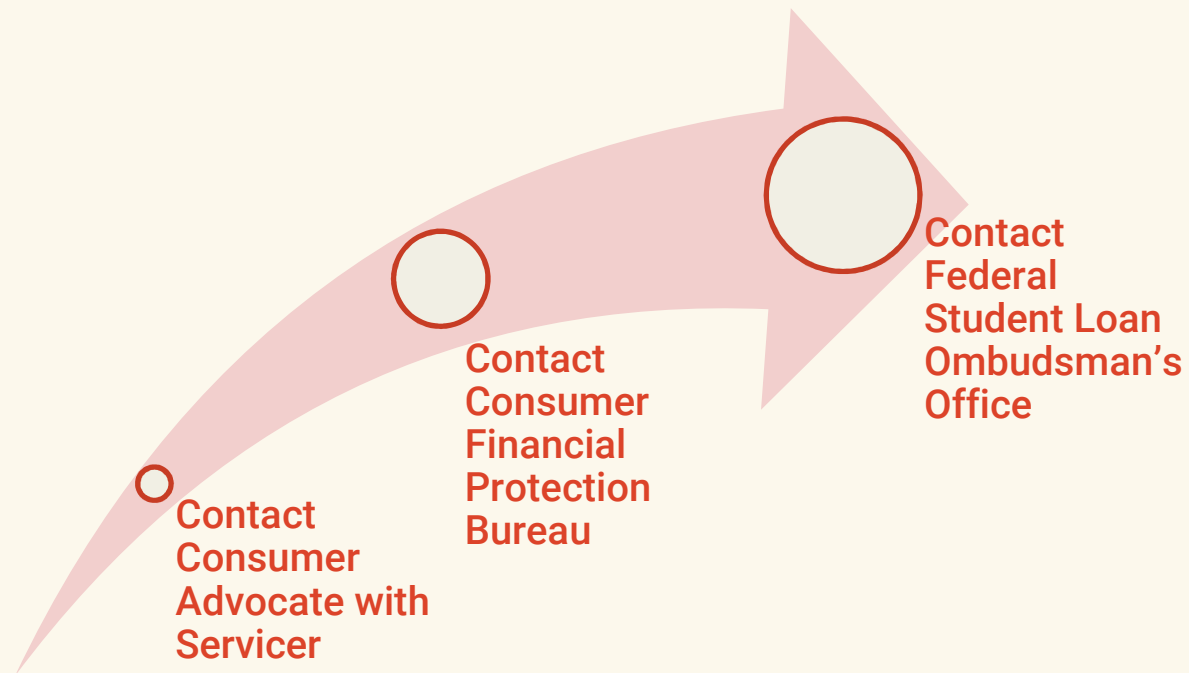 Contact
Consumer
Advocate with
Servicer
Contact
Consumer
Financial
Protection
Bureau
Contact
Federal
Student Loan
Ombudsman’s
Office